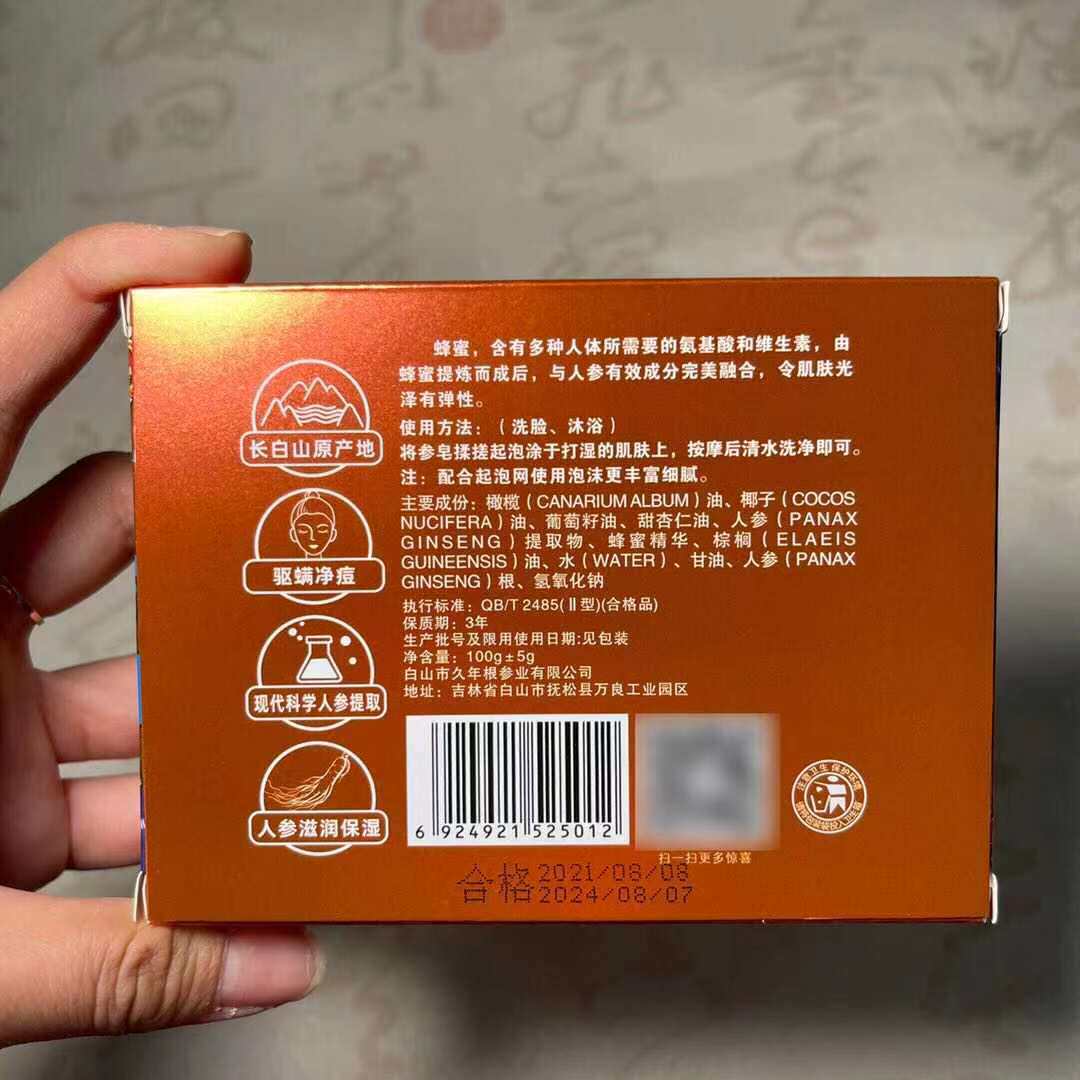 蜂蜜，含有多种人体所需要的氨基酸和维生素，由
蜂蜜提炼而成后，与人参有效成分完美融合，令肌肤光
泽有弹性。
使用方法：（洗脸、沐浴）
将参皂揉搓起泡涂于打湿的肌肤上，按摩后清水洗净即可。
注：配合起泡网使用泡沫更丰富细腻。
主要成份：橄榄（CANARIUM ALBUM）油、椰子（COCOS
NUCIFERA）油、葡萄籽油、甜杏仁油、人参（PANAX
GINSENG）提取物、蜂蜜精华、棕榈（ELAEIS
GUINEENSIS）油、水（WATER）、甘油、人参（PANAX
GINSENG）根、氢氧化钠
执行标准：QB/T 2485(Ⅱ型)(合格品)
保质期：3年
生产批号及限用使用日期:见包装
净含量：100g±5g
白山市久年根参业有限公司
地址：吉林省白山市抚松县万良工业园区
长白山原产地
驱螨净痘
现代科学人参提取
人参滋润保湿
6 924921 525012
扫一扫更多惊喜
注意卫生 保护环境
合格 2021/08/08
2024/08/07